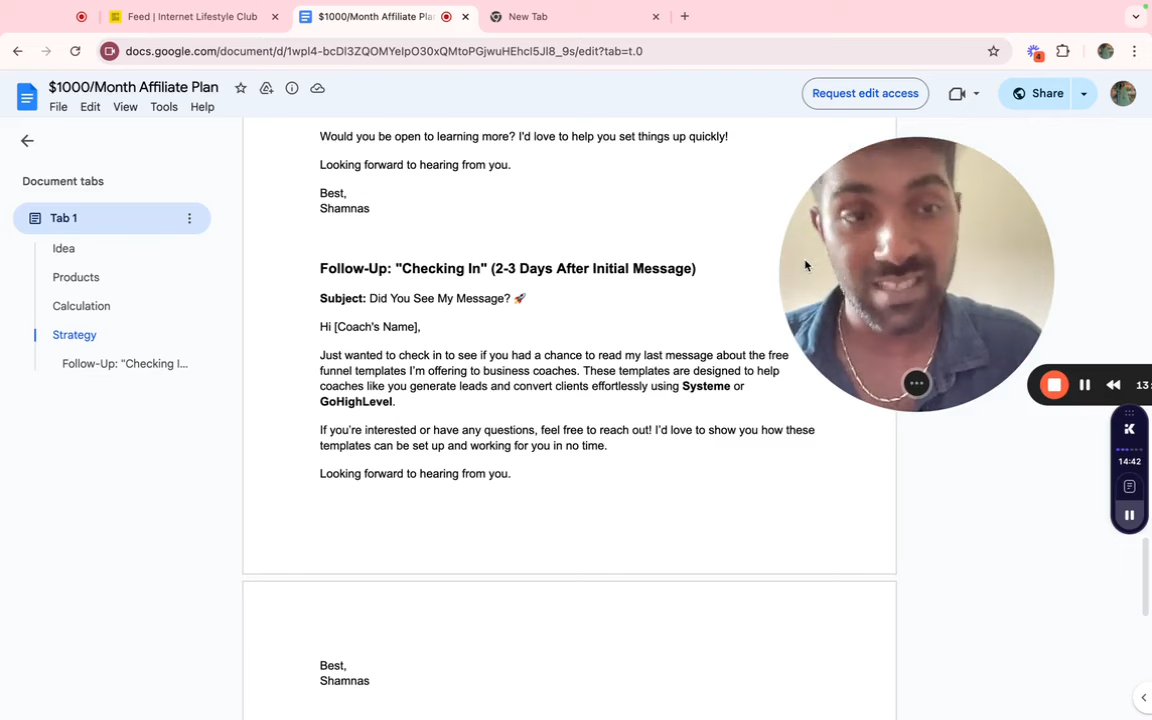 Feed | Internet Lifestyle Club
$1000/Month Affiliate Pla
New Tab
docs.google.com/document/d/1wpI4-bcDI3ZQOMYeIpO30xQMtoPGjwuHEhcI5JI8_9s/edit?tab=t.0
4
$1000/Month Affiliate Plan
File Edit View Tools Help
Request edit access
Share
Document tabs
Tab 1
Idea
Products
Calculation
Strategy
Follow-Up: "Checking I...
Would you be open to learning more? I'd love to help you set things up quickly!
Looking forward to hearing from you.
Best,
Shamnas
Follow-Up: "Checking In" (2-3 Days After Initial Message)
Subject: Did You See My Message? 🚀
Hi [Coach's Name],
Just wanted to check in to see if you had a chance to read my last message about the free
funnel templates I'm offering to business coaches. These templates are designed to help
coaches like you generate leads and convert clients effortlessly using Systeme or
GoHighLevel.
If you're interested or have any questions, feel free to reach out! I'd love to show you how these
templates can be set up and working for you in no time.
Looking forward to hearing from you.
Best,
Shamnas
13:
14:42